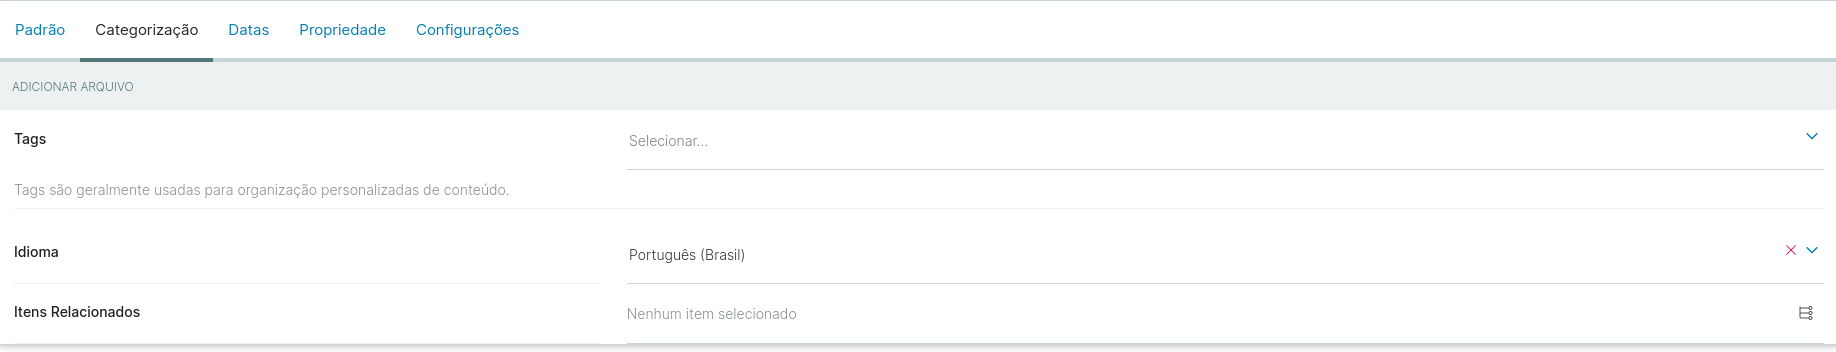 Padrão Categorização Datas Propriedade Configurações
ADICIONAR ARQUIVO
Tags
Selecionar...
Tags são geralmente usadas para organização personalizadas de conteúdo.
Idioma
Português (Brasil)
Itens Relacionados
Nenhum item selecionado